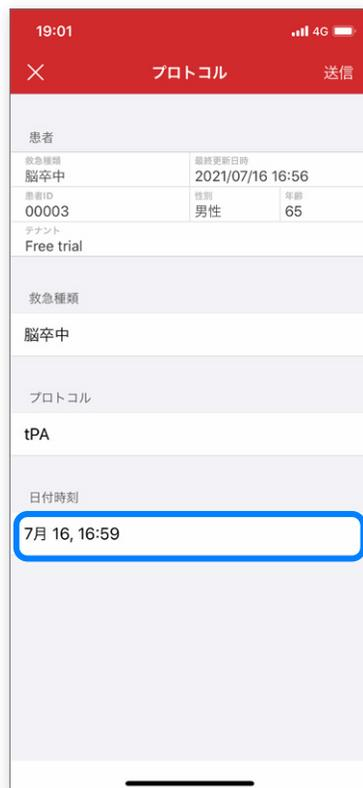 19:01 4G
プロトコル 送信
患者
救急種類 最終更新日時
脳卒中 2021/07/16 16:56
患者ID 性別 年齢
00003 男性 65
テナント
Free trial
救急種類
脳卒中
プロトコル
tPA
日付時刻
7月 16, 16:59